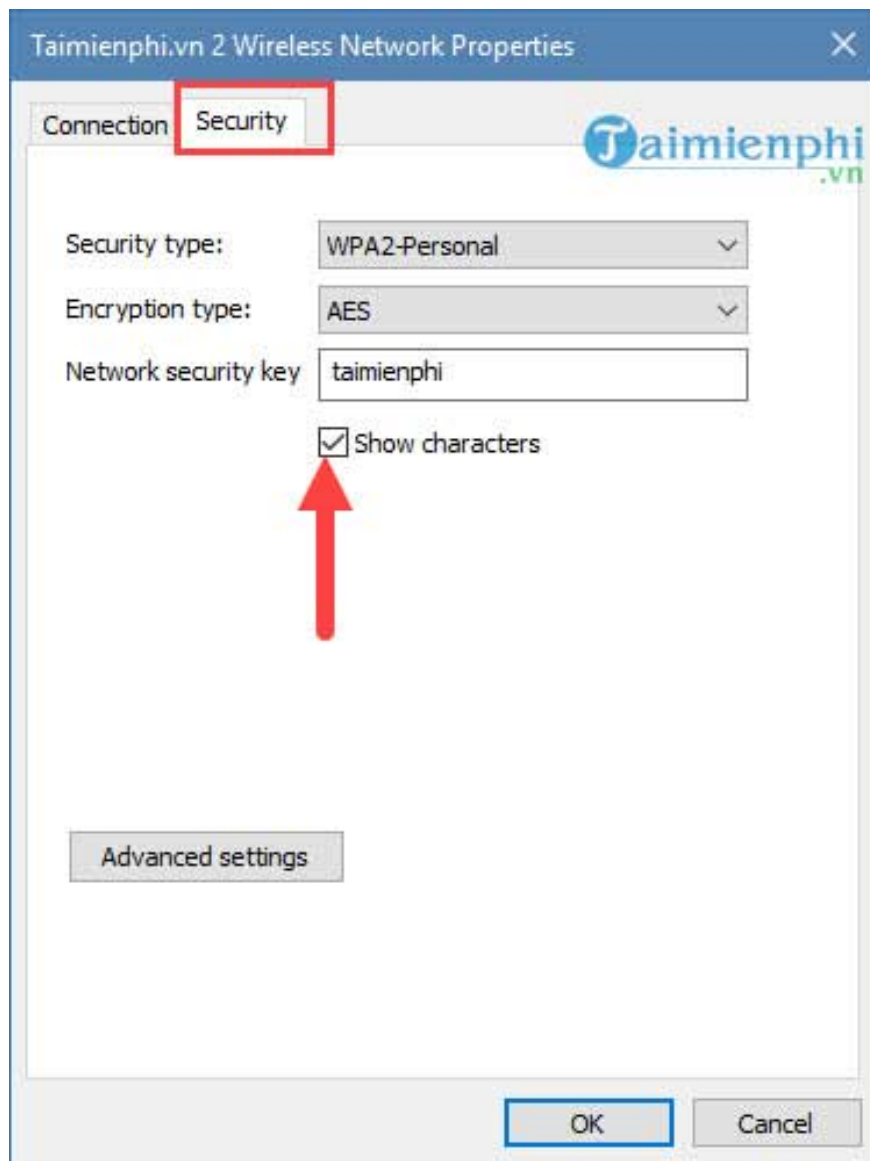 Taimienphi.vn 2 Wireless Network Properties
Connection Security
Taimienphi
.vn
Security type: WPA2-Personal
Encryption type: AES
Network security key taimienphi
Show characters
Advanced settings
OK Cancel